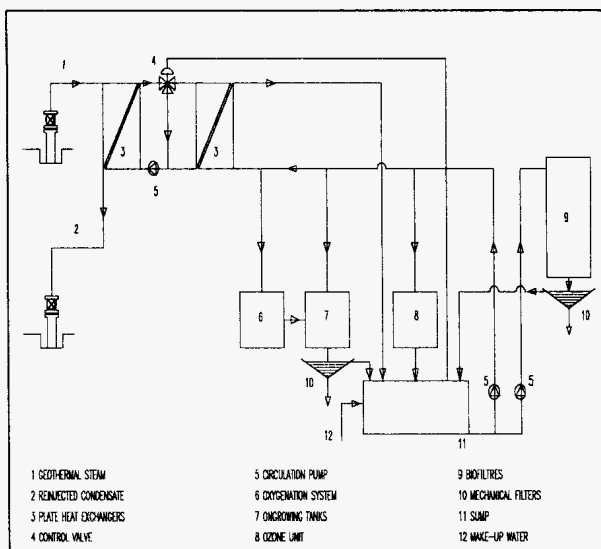 1
4
3
3
5
2
9
6
7
8
10
10
5
5
12
11
1 GEOTHERMAL STEAM
2 REINJECTED CONDENSATE
3 PLATE HEAT EXCHANGERS
4 CONTROL VALVE
5 CIRCULATION PUMP
6 OXYGENATION SYSTEM
7 ONGROWING TANKS
8 OZONE UNIT
9 BIOFILTRES
10 MECHANICAL FILTERS
11 SUMP
12 MAKE-UP WATER